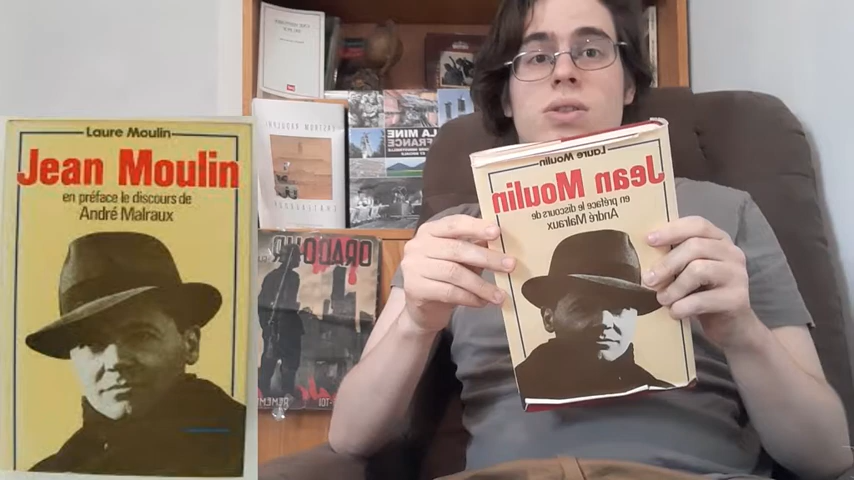 Laure Moulin
Jean Moulin
en préface le discours de
André Malraux
LA MINE
FRANCE
ORADOUR
REMEM
Laure Moulin
Jean Moulin
en préface le discours de
André Malraux